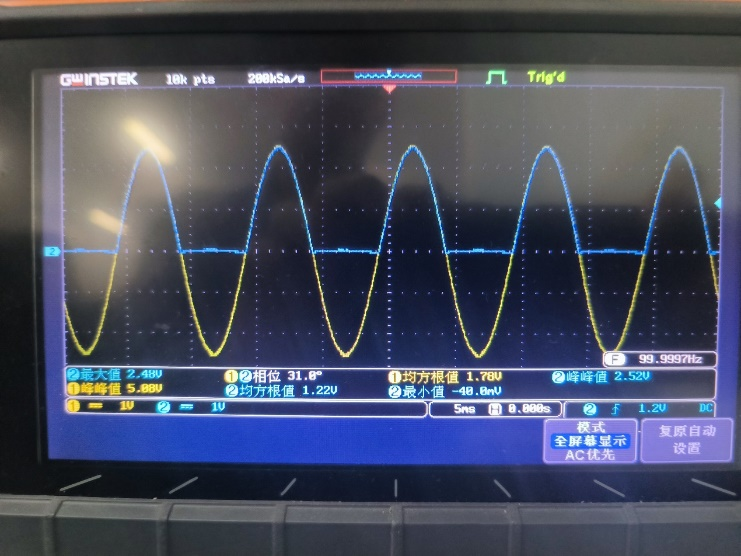 GWINSTEK 10k pts 200kSa/s Trig'd
2
F 99.9997Hz
2最大值 2.48V 12相位 31.0° 1均方根值 1.78V 2峰峰值 2.52V
1峰峰值 5.08V 2均方根值 1.22V 2最小值 -40.0mV
1 1V 2 1V 5ms H 0.000s 2 1.2V DC
模式
全屏幕显示
AC优先
复原自动
设置